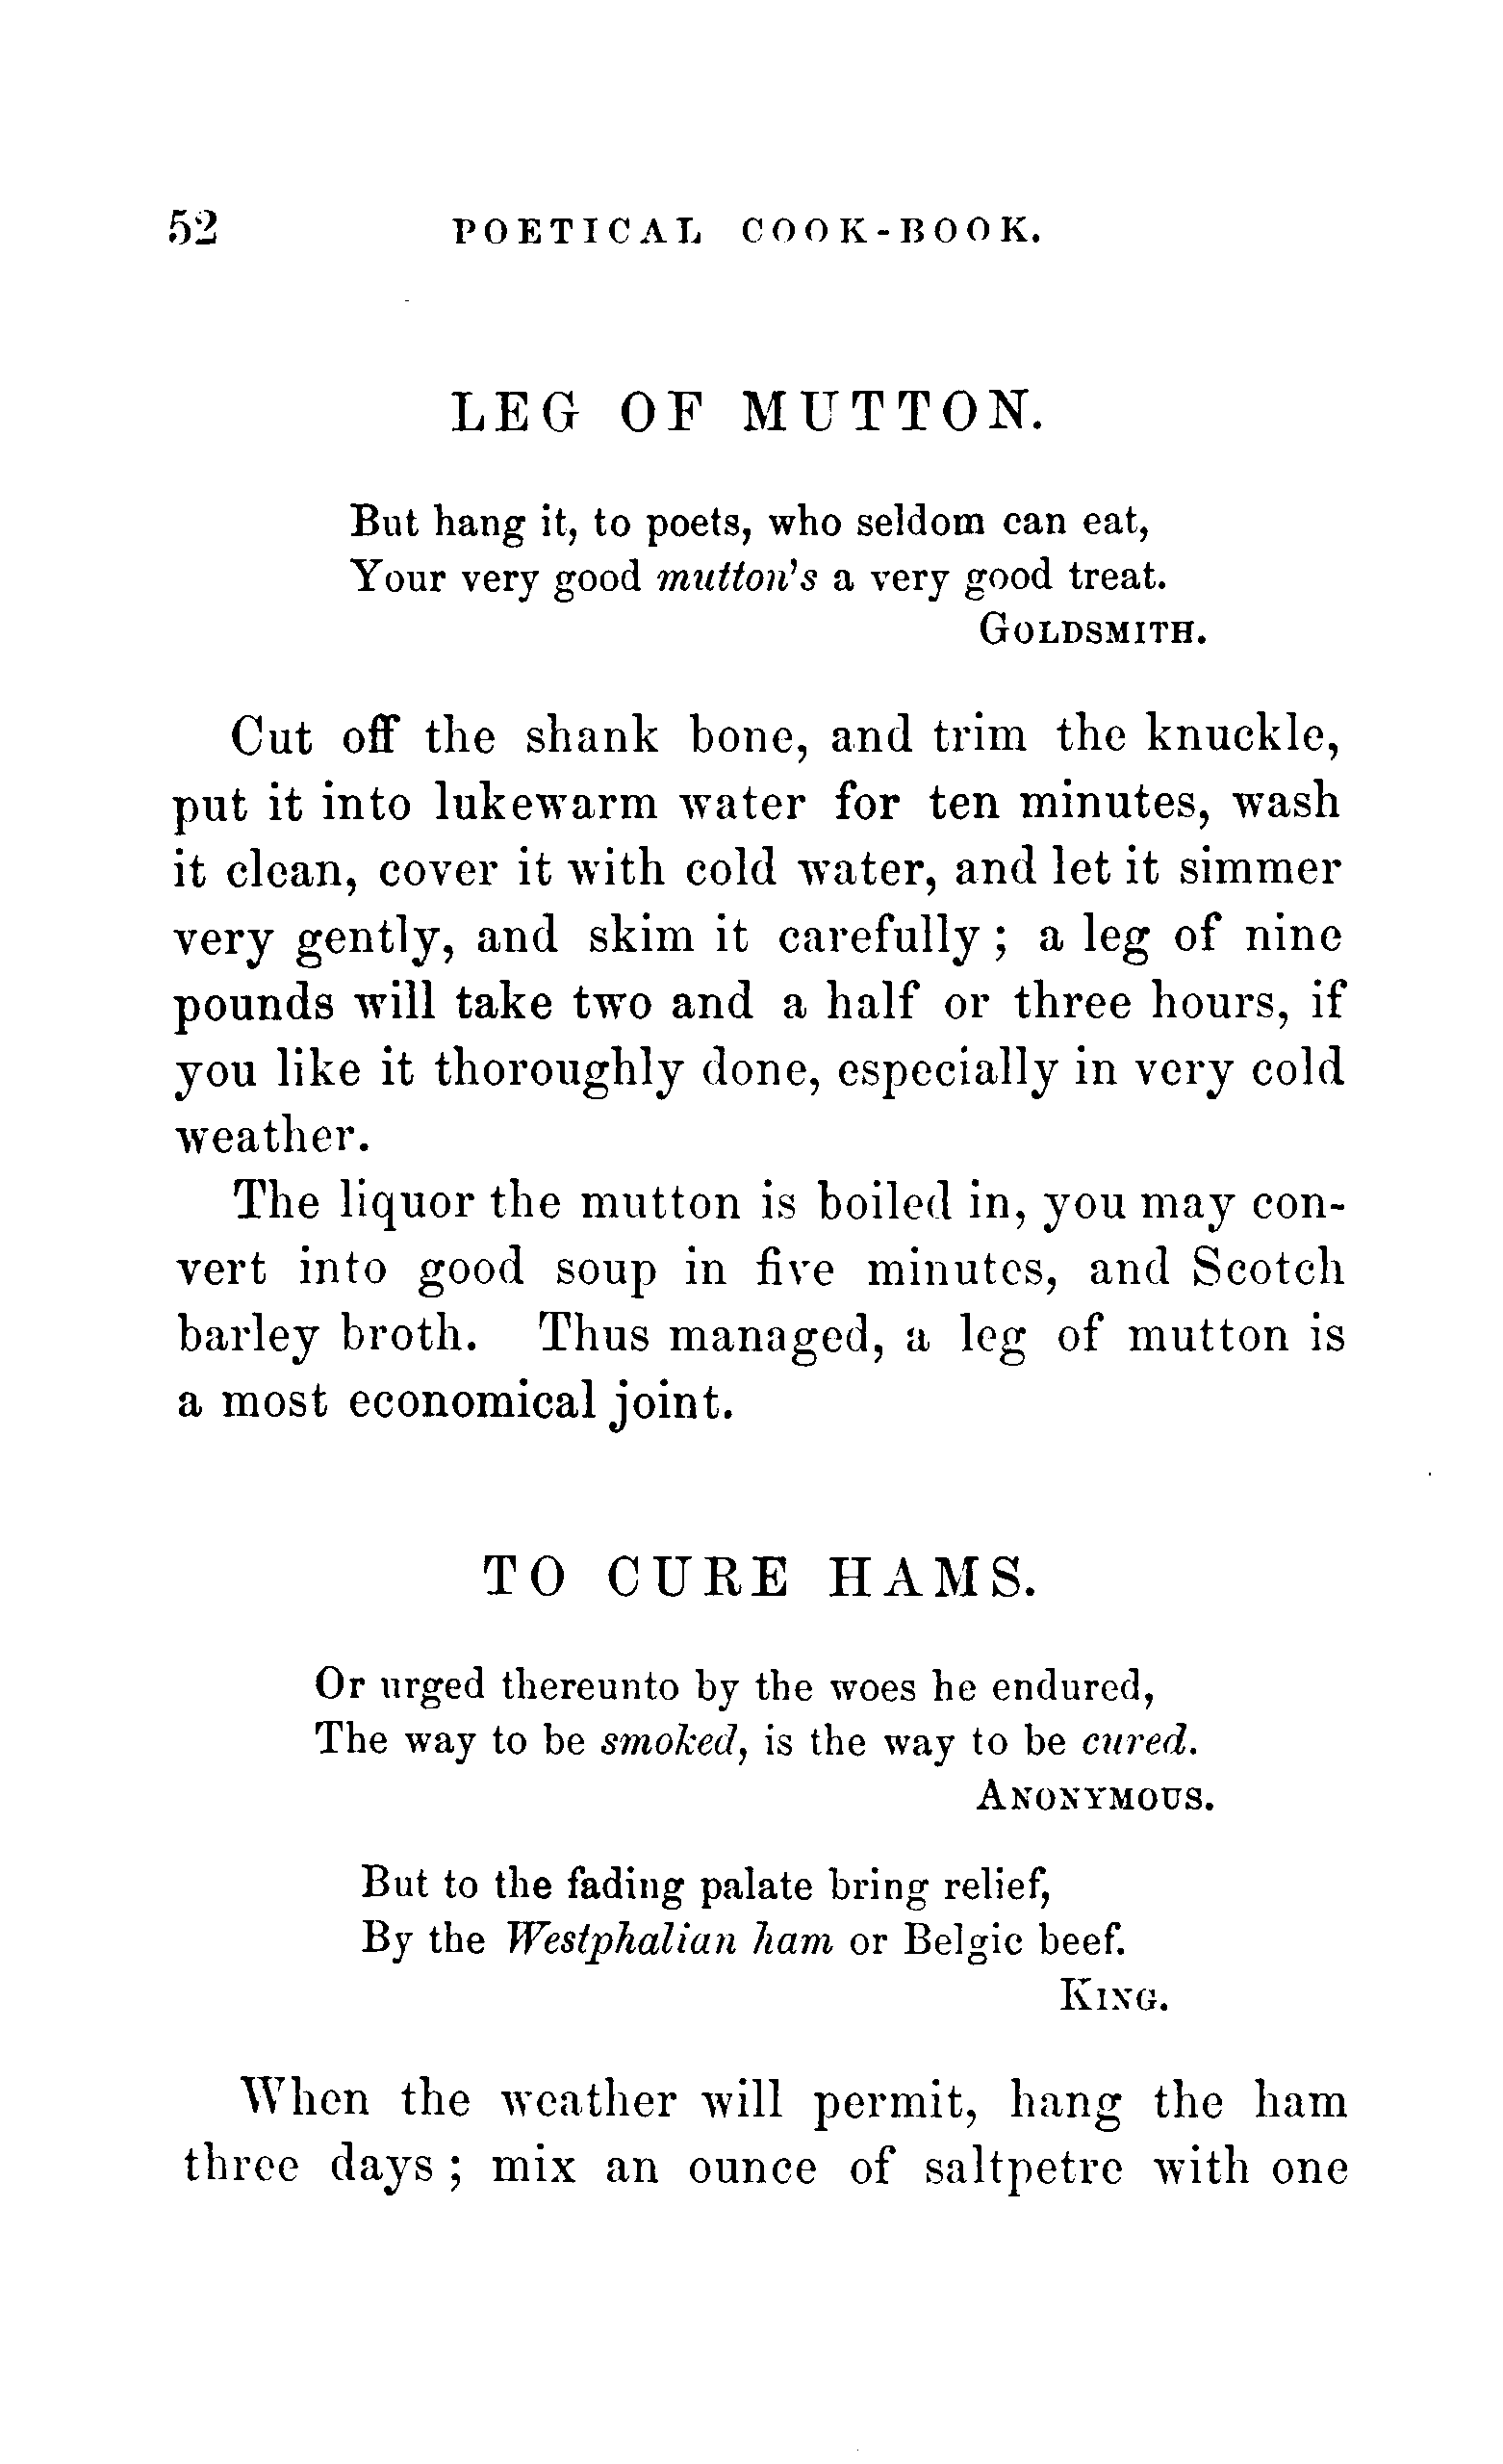 52 POETICAL COOK-BOOK.
LEG OF MUTTON.
But hang it, to poets, who seldom can eat,
Your very good mutton's a very good treat.
GOLDSMITH.
Cut off the shank bone, and trim the knuckle,
put it into lukewarm water for ten minutes, wash
it clean, cover it with cold water, and let it simmer
very gently, and skim it carefully; a leg of nine
pounds will take two and a half or three hours, if
you like it thoroughly done, especially in very cold
weather.
The liquor the mutton is boiled in, you may con-
vert into good soup in five minutes, and Scotch
barley broth. Thus managed, a leg of mutton is
a most economical joint.
TO CURE HAMS.
Or urged thereunto by the woes he endured,
The way to be smoked, is the way to be cured.
ANONYMOUS.
But to the fading palate bring relief,
By the Westphalian ham or Belgic beef.
KING.
When the weather will permit, hang the ham
three days; mix an ounce of saltpetre with one